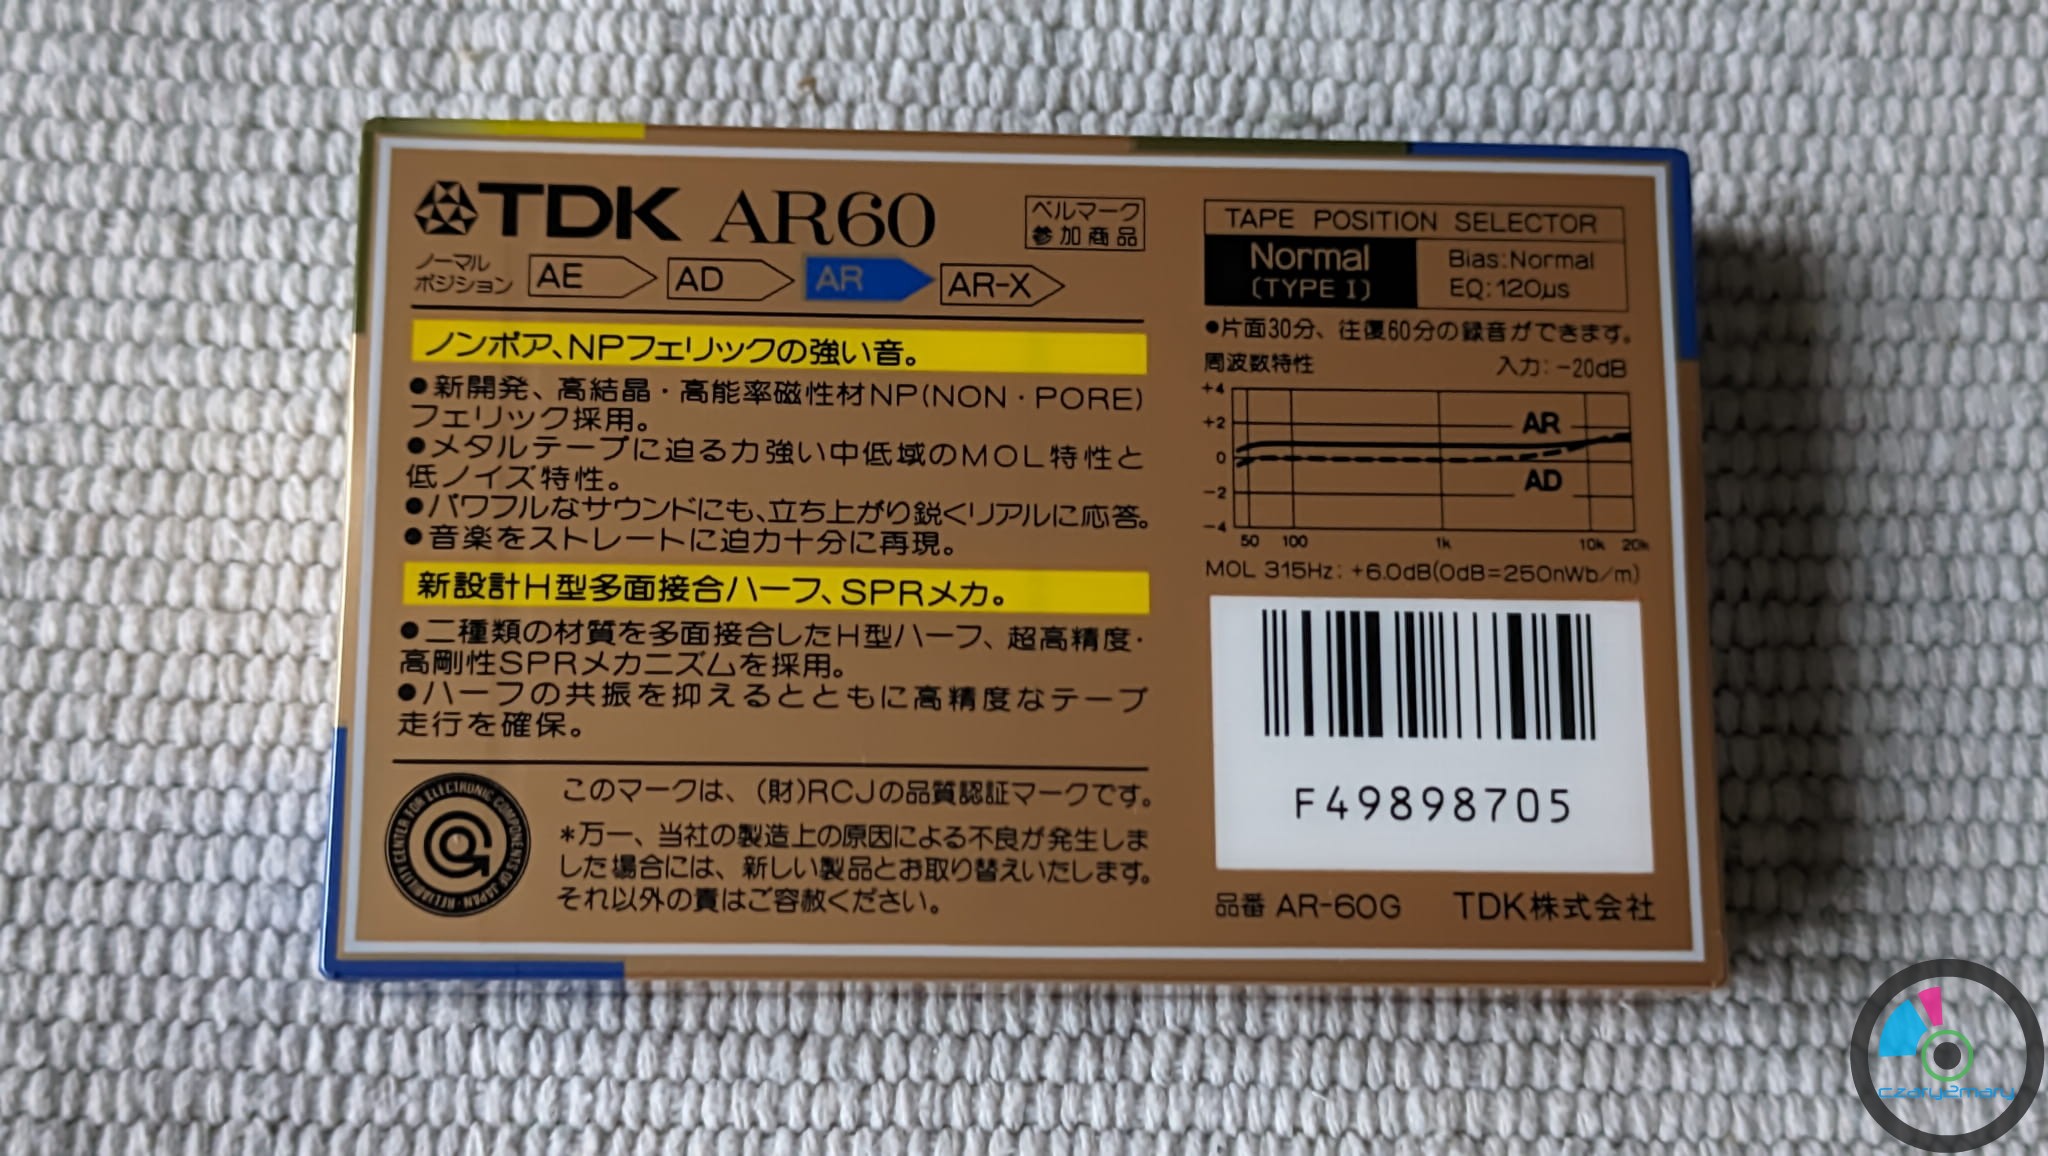 TDK AR60
ベルマーク
参加商品
ノーマル
ポジション
AE
AD
AR
AR-X
ノンポア、NPフェリックの強い音。
●新開発、高結晶・高能率磁性材NP(NON・PORE)
フェリック採用。
●メタルテープに迫る力強い中低域のMOL特性と
低ノイズ特性。
●パワフルなサウンドにも、立ち上がり鋭くリアルに応答。
●音楽をストレートに迫力十分に再現。
新設計H型多面接合ハーフ、SPRメカ。
●二種類の材質を多面接合したH型ハーフ、超高精度・
高剛性SPRメカニズムを採用。
●ハーフの共振を抑えるとともに高精度なテープ
走行を確保。
RELIABILITY CENTER FOR ELECTRONIC COMPONENTS OF JAPAN
このマークは、(財)RCJの品質認証マークです。
*万一、当社の製造上の原因による不良が発生しま
した場合には、新しい製品とお取り替えいたします。
それ以外の責はご容赦ください。
TAPE POSITION SELECTOR
Normal
(TYPE I)
Bias:Normal
EQ:120μs
●片面30分、往復60分の録音ができます。
周波数特性 入力:-20dB
+4
+2
0
-2
-4
AR
AD
50 100 1k 10k 20k
MOL 315Hz: +6.0dB(0dB=250nWb/m)
F49898705
品番 AR-60G TDK株式会社
czary2mary